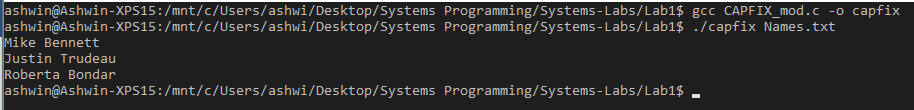 ashwin@Ashwin-XPS15:/mnt/c/Users/ashwi/Desktop/Systems Programming/Systems-Labs/Lab1$ gcc CAPFIX_mod.c -o capfix
ashwin@Ashwin-XPS15:/mnt/c/Users/ashwi/Desktop/Systems Programming/Systems-Labs/Lab1$ ./capfix Names.txt
Mike Bennett
Justin Trudeau
Roberta Bondar
ashwin@Ashwin-XPS15:/mnt/c/Users/ashwi/Desktop/Systems Programming/Systems-Labs/Lab1$